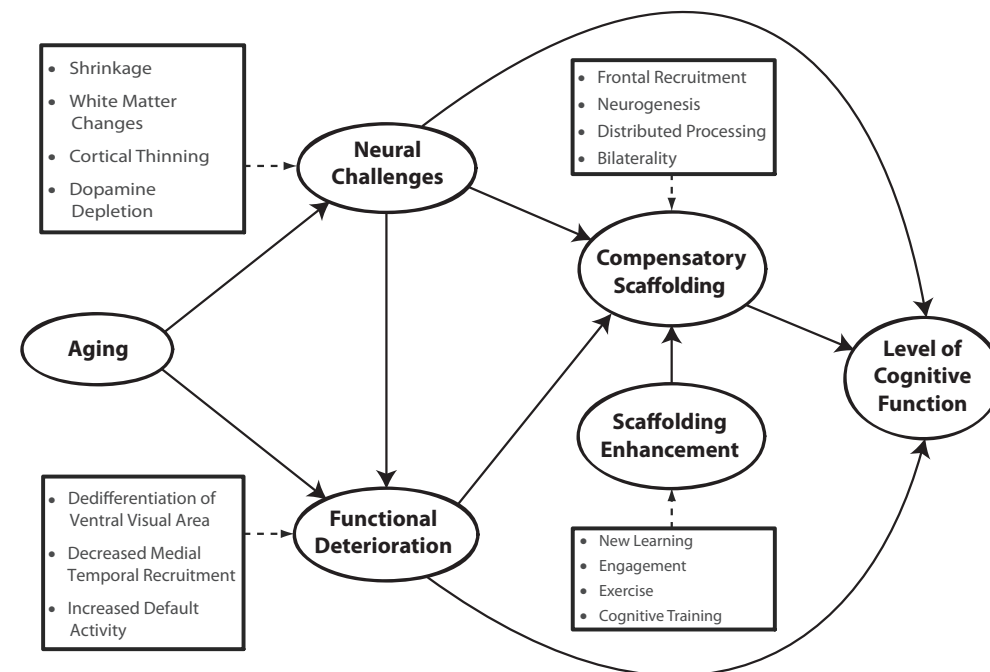 • Shrinkage
• White Matter
Changes
• Cortical Thinning
• Dopamine
Depletion
Neural
Challenges
• Frontal Recruitment
• Neurogenesis
• Distributed Processing
• Bilaterality
Compensatory
Scaffolding
Aging
Level of
Cognitive
Function
Scaffolding
Enhancement
• Dedifferentiation of
Ventral Visual Area
• Decreased Medial
Temporal Recruitment
• Increased Default
Activity
Functional
Deterioration
• New Learning
• Engagement
• Exercise
• Cognitive Training